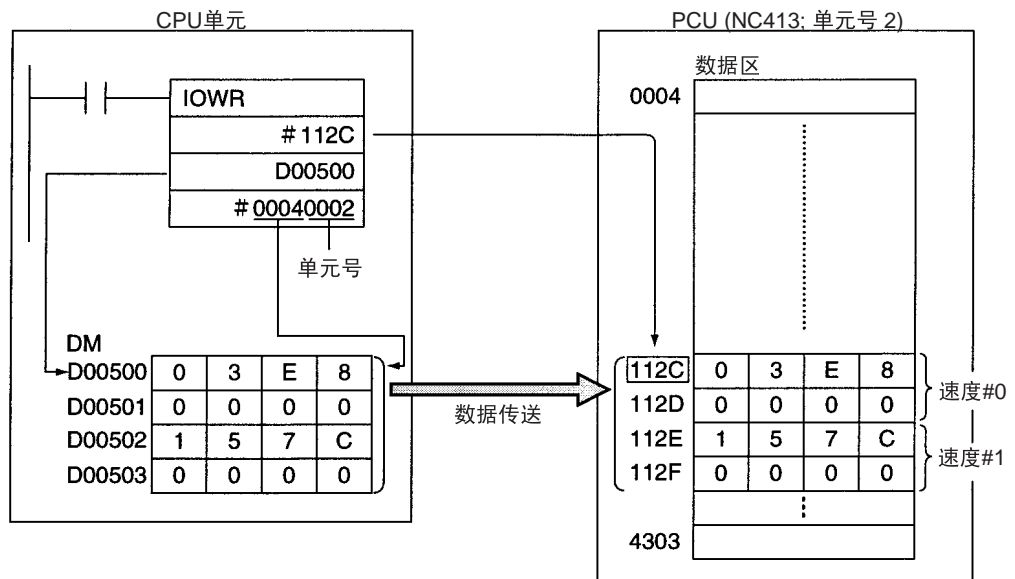 CPU单元
PCU (NC413; 单元号 2)
IOWR
#112C
D00500
#00040002
单元号
数据区
0004
DM
D00500 0 3 E 8
D00501 0 0 0 0
D00502 1 5 7 C
D00503 0 0 0 0
数据传送
112C 0 3 E 8
112D 0 0 0 0
112E 1 5 7 C
112F 0 0 0 0
速度#0
速度#1
4303